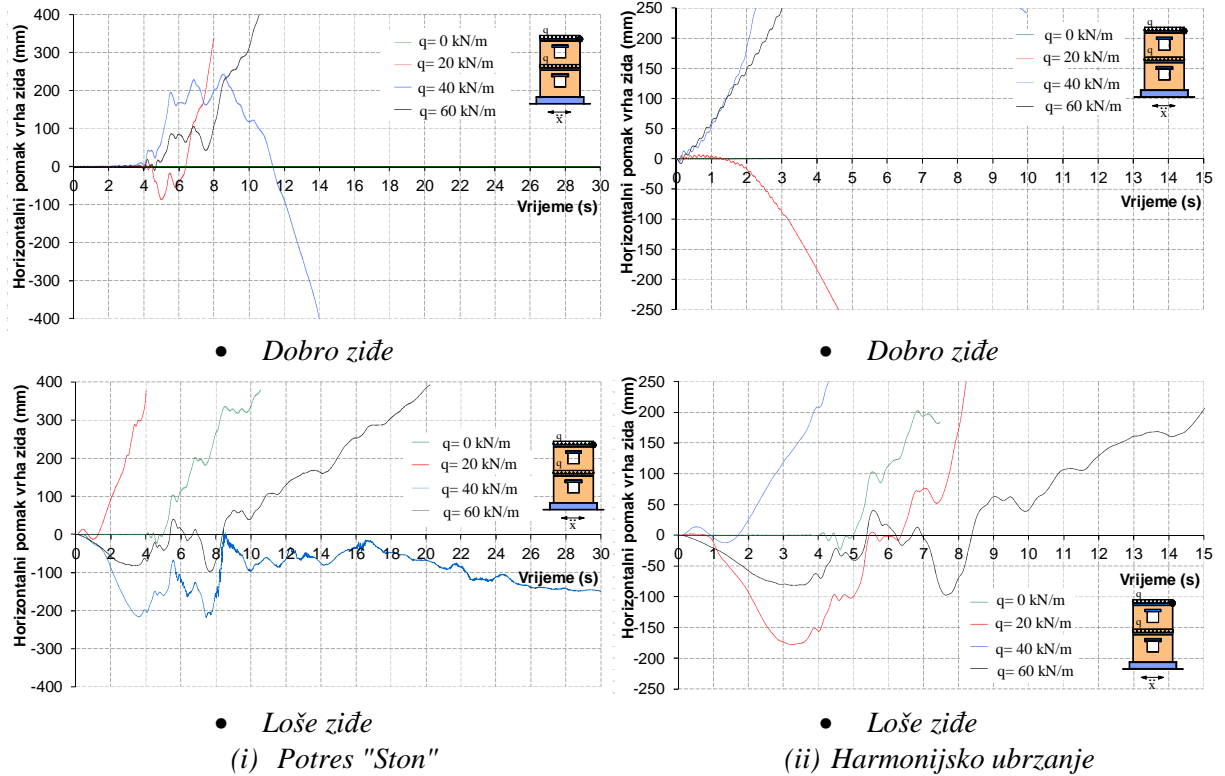 Horizontalni pomak vrha zida (mm)
400
300
200
100
0
-100
-200
-300
-400
0 2 4 6 8 10 12 14 16 18 20 22 24 26 28 30
Vrijeme (s)
q= 0 kN/m
q= 20 kN/m
q= 40 kN/m
q= 60 kN/m
q
q
ẍ
• Dobro ziđe
Horizontalni pomak vrha zida (mm)
250
200
150
100
50
0
-50
-100
-150
-200
-250
0 1 2 3 4 5 6 7 8 9 10 11 12 13 14 15
Vrijeme (s)
q= 0 kN/m
q= 20 kN/m
q= 40 kN/m
q= 60 kN/m
q
q
ẍ
• Dobro ziđe
Horizontalni pomak vrha zida (mm)
400
300
200
100
0
-100
-200
-300
-400
0 2 4 6 8 10 12 14 16 18 20 22 24 26 28 30
Vrijeme (s)
q= 0 kN/m
q= 20 kN/m
q= 40 kN/m
q= 60 kN/m
q
q
ẍ
• Loše ziđe
(i) Potres "Ston"
Horizontalni pomak vrha zida (mm)
250
200
150
100
50
0
-50
-100
-150
-200
-250
0 1 2 3 4 5 6 7 8 9 10 11 12 13 14 15
Vrijeme (s)
q= 0 kN/m
q= 20 kN/m
q= 40 kN/m
q= 60 kN/m
q
q
ẍ
• Loše ziđe
(ii) Harmonijsko ubrzanje